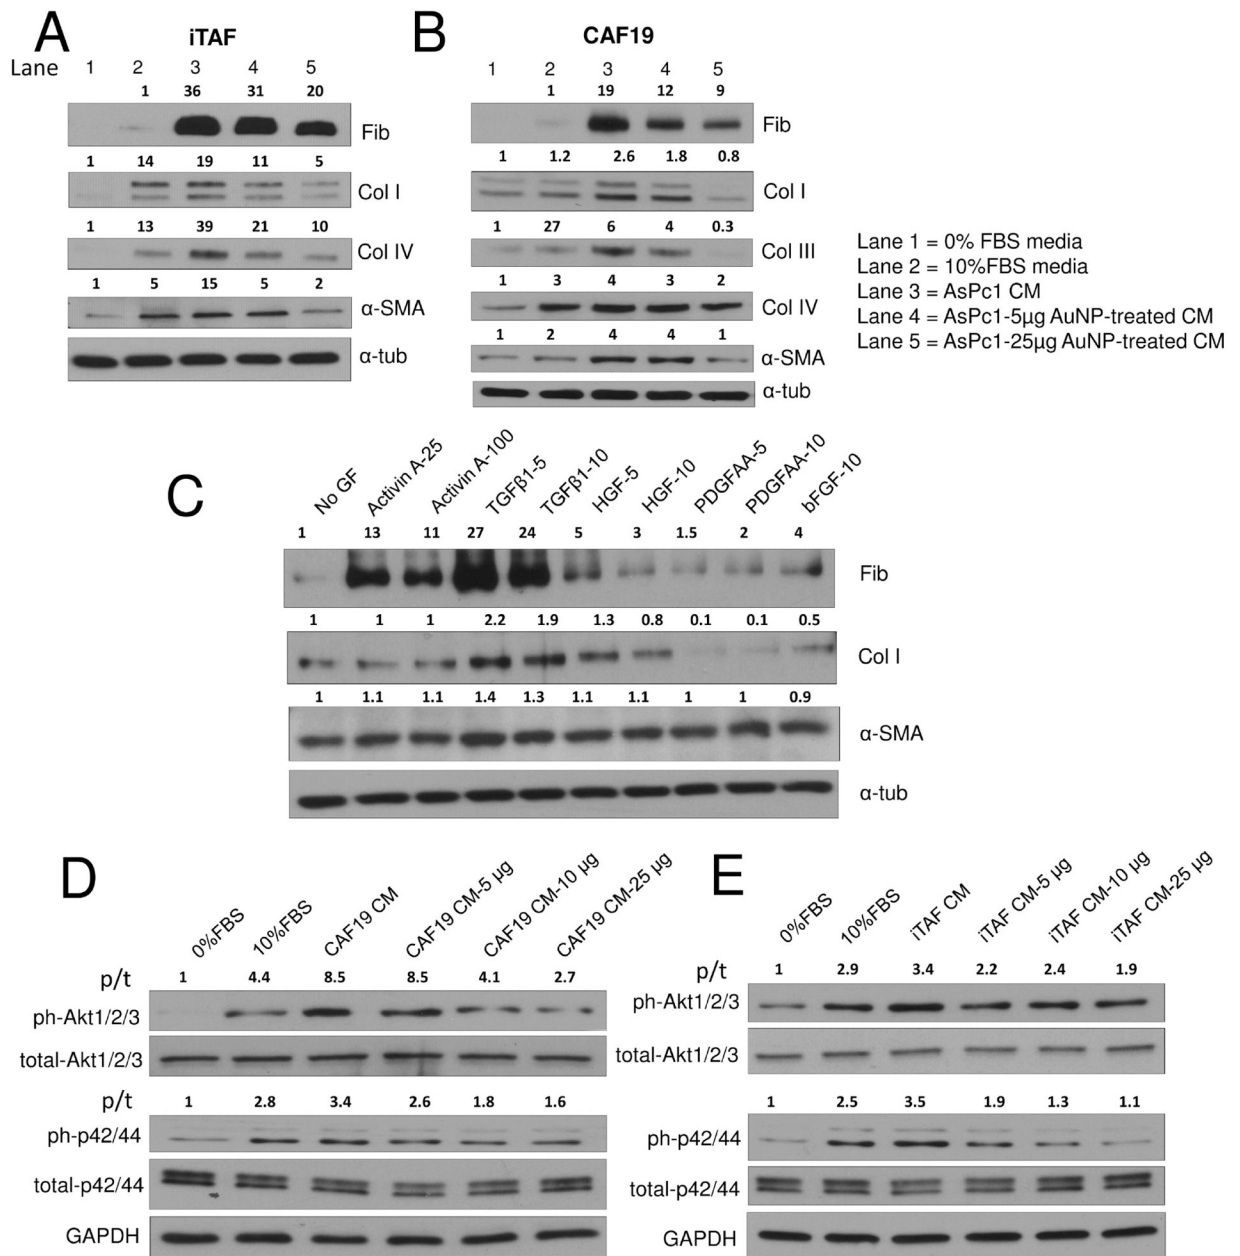 A
iTAF
Lane 1 2 3 4 5
1 36 31 20
Fib
1 14 19 11 5
Col I
1 13 39 21 10
Col IV
1 5 15 5 2
α-SMA
α-tub
B
CAF19
1 2 3 4 5
1 19 12 9
Fib
1 1.2 2.6 1.8 0.8
Col I
1 27 6 4 0.3
Col III
1 3 4 3 2
Col IV
1 2 4 4 1
α-SMA
α-tub
Lane 1 = 0% FBS media
Lane 2 = 10%FBS media
Lane 3 = AsPc1 CM
Lane 4 = AsPc1-5µg AuNP-treated CM
Lane 5 = AsPc1-25µg AuNP-treated CM
C
No GF Activin A-25 Activin A-100 TGFβ1-5 TGFβ1-10 HGF-5 HGF-10 PDGFAA-5 PDGFAA-10 bFGF-10
1 13 11 27 24 5 3 1.5 2 4
Fib
1 1 1 2.2 1.9 1.3 0.8 0.1 0.1 0.5
Col I
1 1.1 1.1 1.4 1.3 1.1 1.1 1 1 0.9
α-SMA
α-tub
D
0%FBS 10%FBS CAF19 CM CAF19 CM-5 µg CAF19 CM-10 µg CAF19 CM-25 µg
p/t 1 4.4 8.5 8.5 4.1 2.7
ph-Akt1/2/3
total-Akt1/2/3
p/t 1 2.8 3.4 2.6 1.8 1.6
ph-p42/44
total-p42/44
GAPDH
E
0%FBS 10%FBS iTAF CM iTAF CM-5 µg iTAF CM-10 µg iTAF CM-25 µg
p/t 1 2.9 3.4 2.2 2.4 1.9
ph-Akt1/2/3
total-Akt1/2/3
1 2.5 3.5 1.9 1.3 1.1
p/t
ph-p42/44
total-p42/44
GAPDH